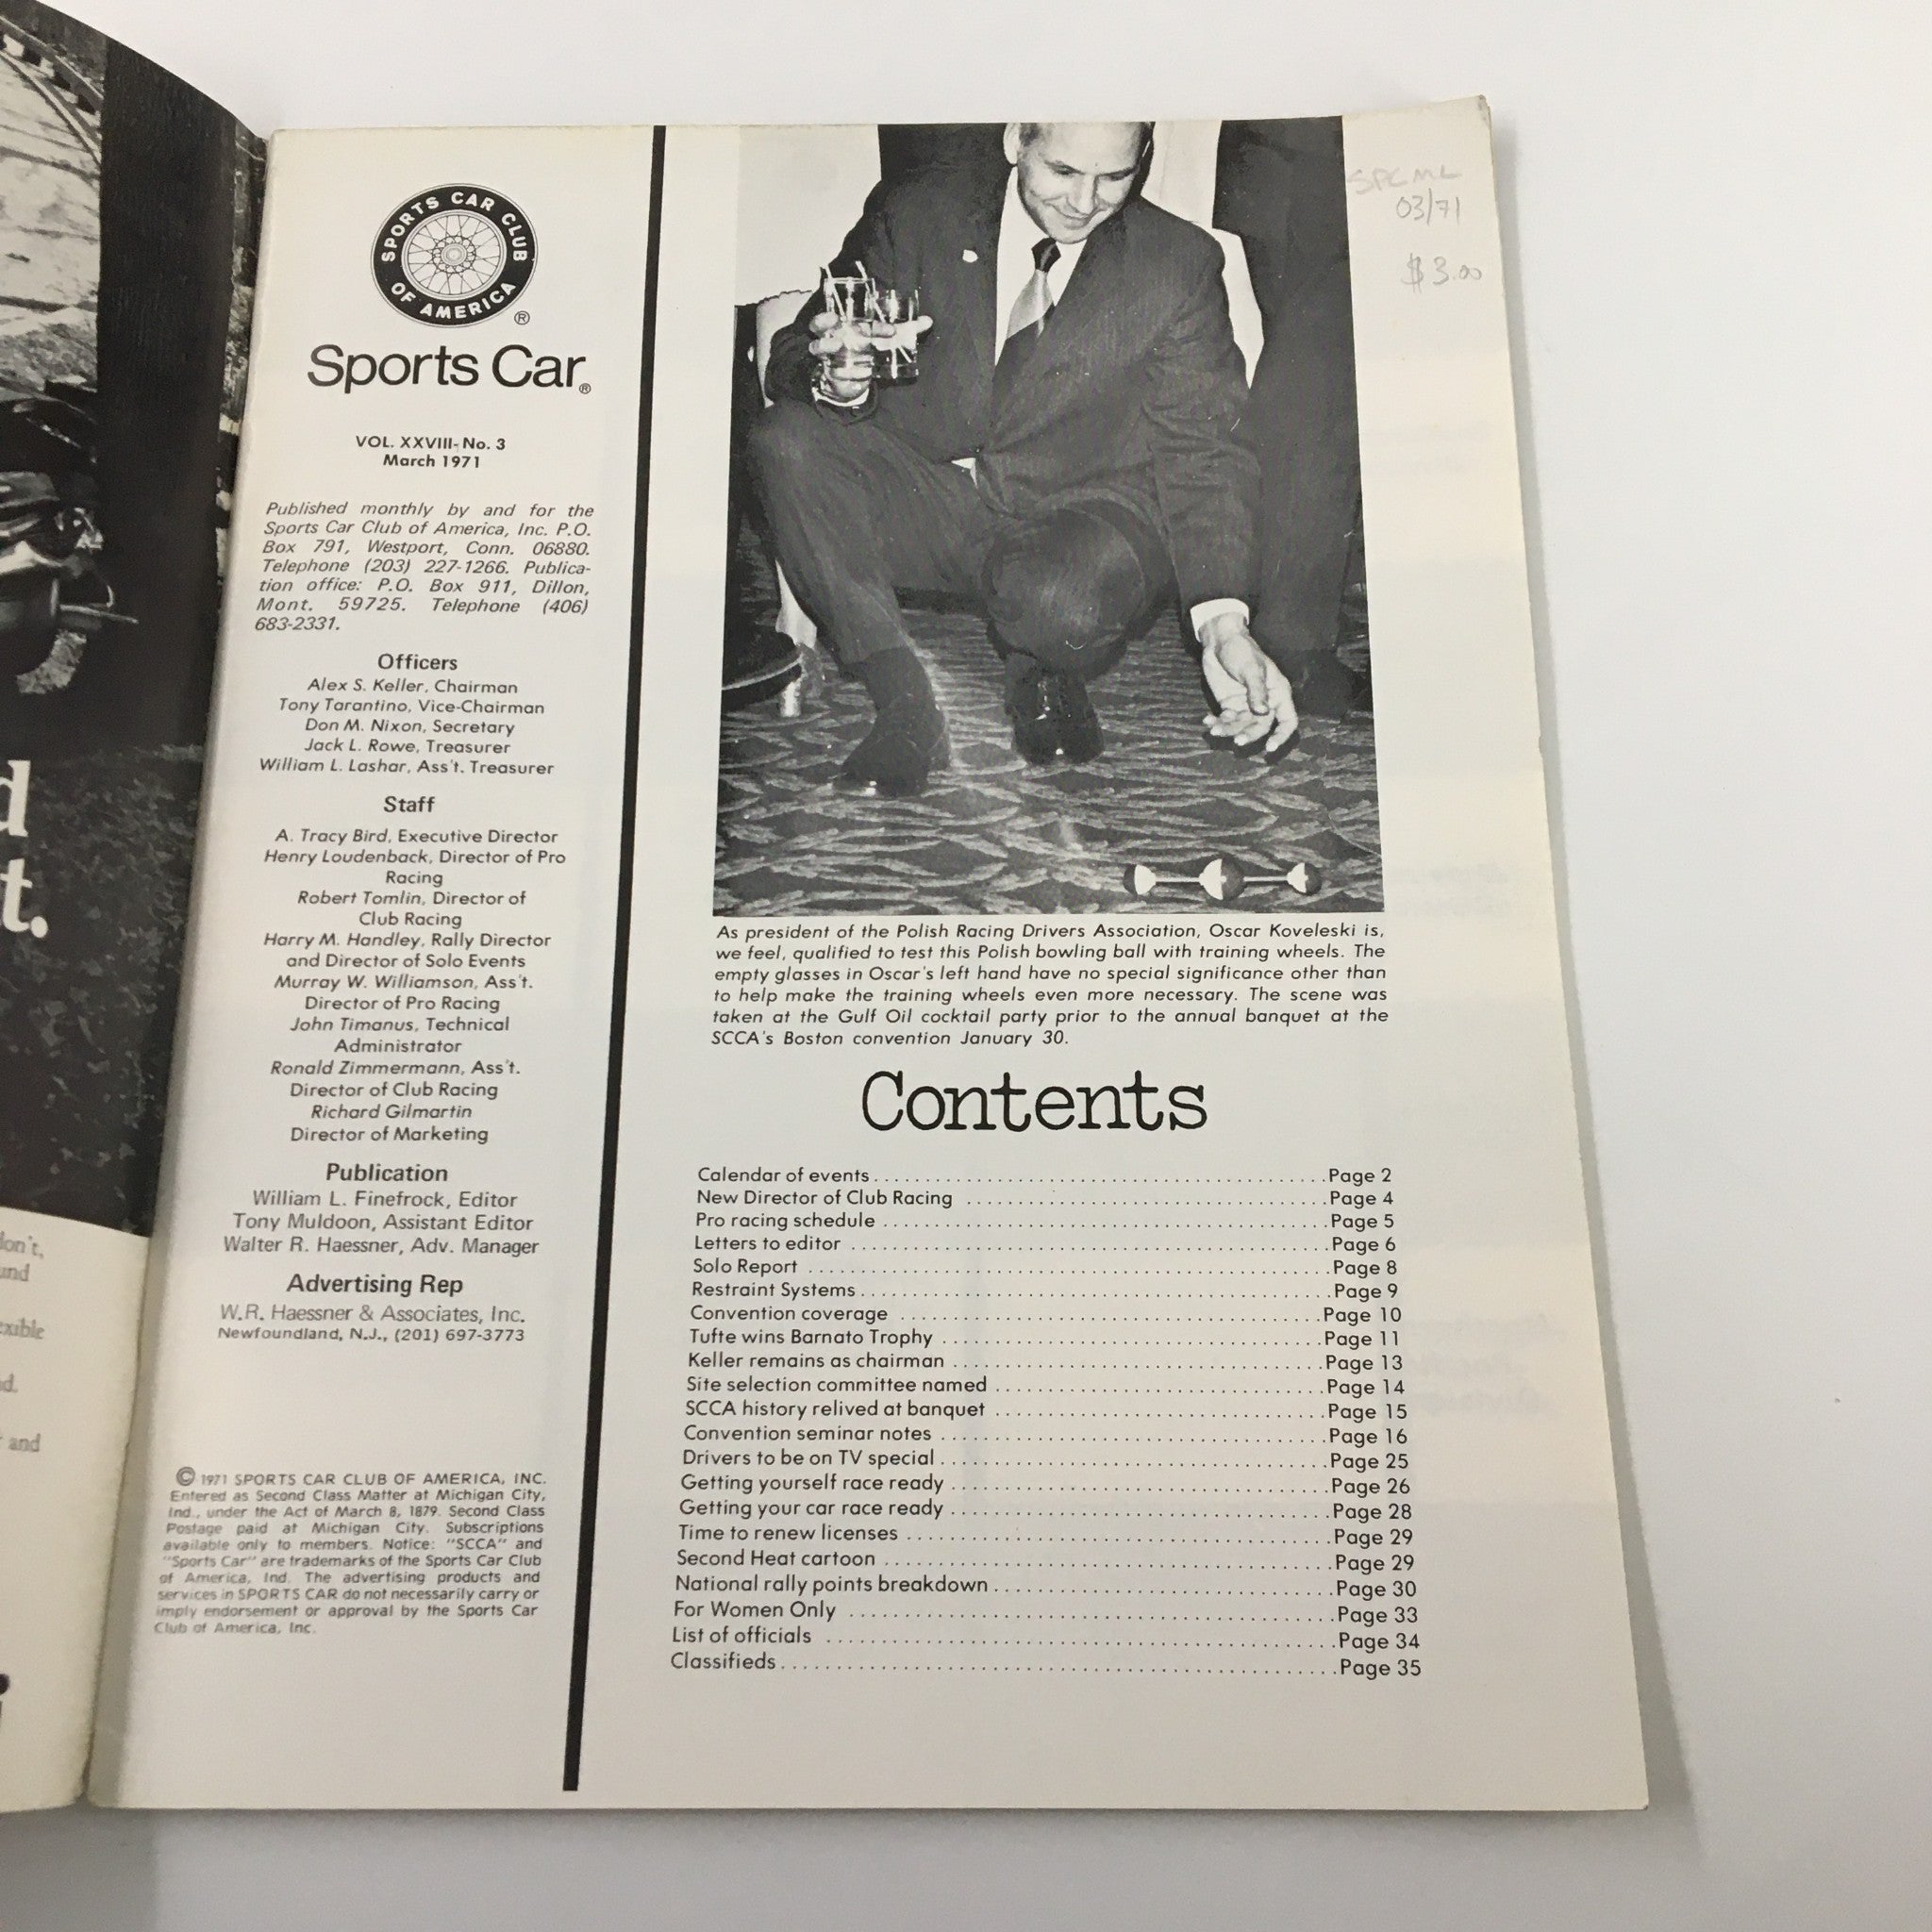 d
t.
don't,
und
exible
d.
and
SPORTS CAR CLUB
OF AMERICA
®
Sports Car®
VOL. XXVIII- No. 3
March 1971
Published monthly by and for the
Sports Car Club of America, Inc. P.O.
Box 791, Westport, Conn. 06880.
Telephone (203) 227-1266. Publica-
tion office: P.O. Box 911, Dillon,
Mont. 59725. Telephone (406)
683-2331.
Officers
Alex S. Keller, Chairman
Tony Tarantino, Vice-Chairman
Don M. Nixon, Secretary
Jack L. Rowe, Treasurer
William L. Lashar, Ass't. Treasurer
Staff
A. Tracy Bird, Executive Director
Henry Loudenback, Director of Pro
Racing
Robert Tomlin, Director of
Club Racing
Harry M. Handley, Rally Director
and Director of Solo Events
Murray W. Williamson, Ass't.
Director of Pro Racing
John Timanus, Technical
Administrator
Ronald Zimmermann, Ass't.
Director of Club Racing
Richard Gilmartin
Director of Marketing
Publication
William L. Finefrock, Editor
Tony Muldoon, Assistant Editor
Walter R. Haessner, Adv. Manager
Advertising Rep
W.R. Haessner & Associates, Inc.
Newfoundland, N.J., (201) 697-3773
© 1971 SPORTS CAR CLUB OF AMERICA, INC.
Entered as Second Class Matter at Michigan City,
Ind., under the Act of March 8, 1879. Second Class
Postage paid at Michigan City. Subscriptions
available only to members. Notice: "SCCA" and
"Sports Car" are trademarks of the Sports Car Club
of America, Ind. The advertising products and
services in SPORTS CAR do not necessarily carry or
imply endorsement or approval by the Sports Car
Club of America, Inc.
SPCML
03/71
$3.00
As president of the Polish Racing Drivers Association, Oscar Koveleski is,
we feel, qualified to test this Polish bowling ball with training wheels. The
empty glasses in Oscar's left hand have no special significance other than
to help make the training wheels even more necessary. The scene was
taken at the Gulf Oil cocktail party prior to the annual banquet at the
SCCA's Boston convention January 30.
Contents
Calendar of events.......Page 2
New Director of Club Racing .......Page 4
Pro racing schedule .......Page 5
Letters to editor .......Page 6
Solo Report .......Page 8
Restraint Systems.......Page 9
Convention coverage .......Page 10
Tufte wins Barnato Trophy .......Page 11
Keller remains as chairman .......Page 13
Site selection committee named .......Page 14
SCCA history relived at banquet .......Page 15
Convention seminar notes .......Page 16
Drivers to be on TV special.......Page 25
Getting yourself race ready .......Page 26
Getting your car race ready .......Page 28
Time to renew licenses .......Page 29
Second Heat cartoon .......Page 29
National rally points breakdown.......Page 30
For Women Only .......Page 33
List of officials .......Page 34
Classifieds.......Page 35